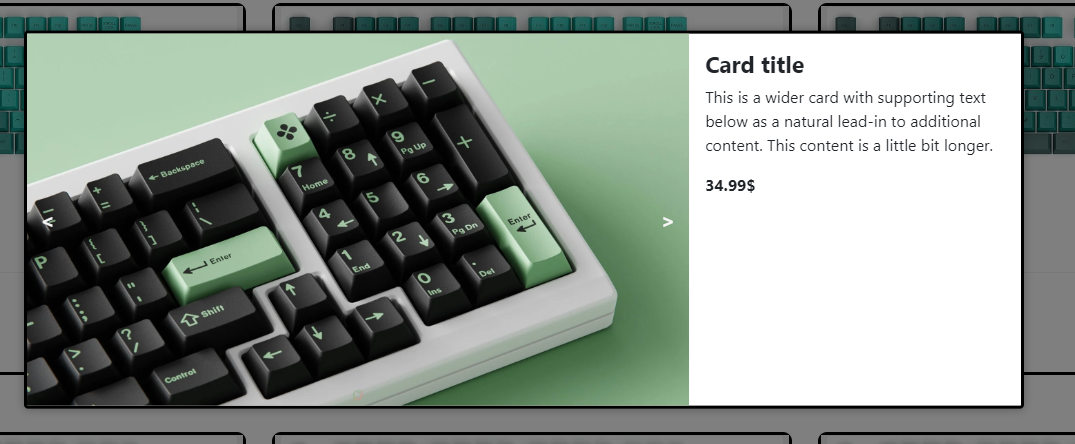 Card title
This is a wider card with supporting text
below as a natural lead-in to additional
content. This content is a little bit longer.
34.99$
< >
− + = ← Backspace
P { [ } ] | \
: ; " ' ← Enter
> . ? / ⇧ Shift
Control
↑
← ↓ →
÷ × −
7 Home 8 ↑ 9 Pg Up +
4 ← 5 6 →
1 End 2 ↓ 3 Pg Dn Enter
0 Ins . Del